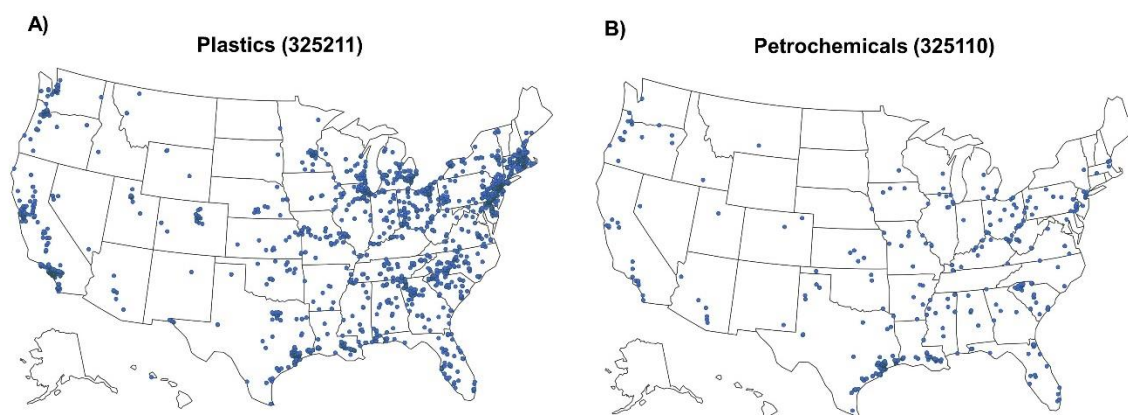 A)
Plastics (325211)
B)
Petrochemicals (325110)